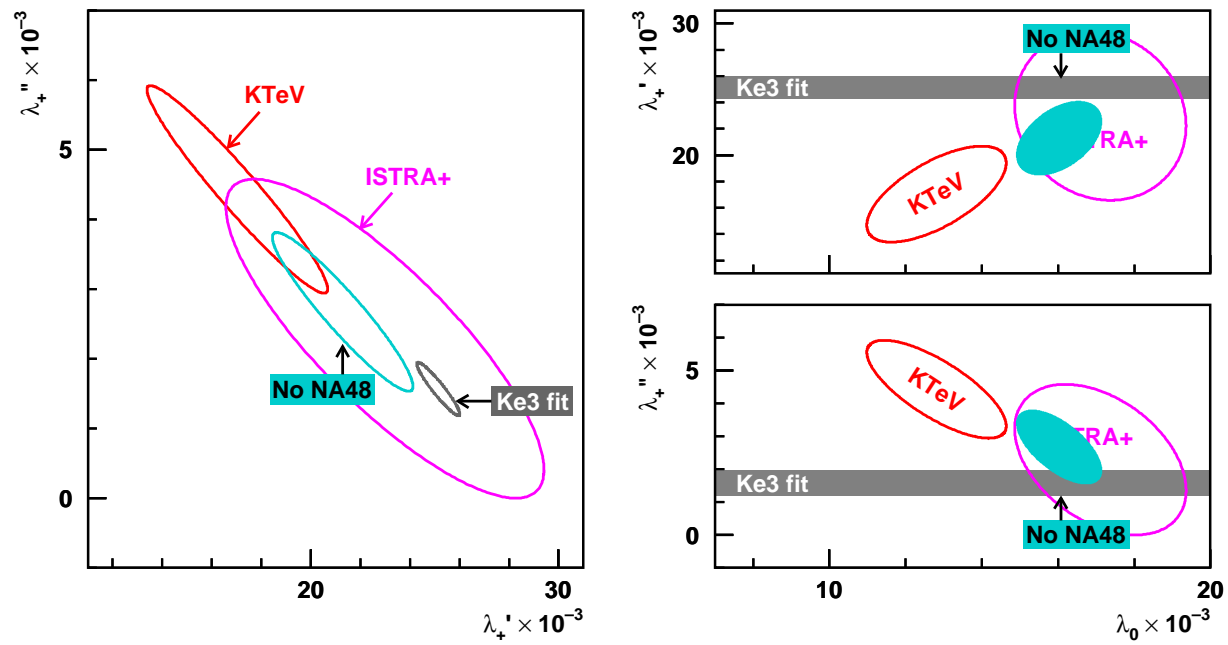 λ₊'' × 10⁻³
KTeV
ISTRA+
No NA48
Ke3 fit
5
0
20
30
λ₊' × 10⁻³
λ₊' × 10⁻³
30
20
No NA48
Ke3 fit
TRA+
KTeV
λ₊'' × 10⁻³
5
0
KTeV
TRA+
Ke3 fit
No NA48
10
20
λ₀ × 10⁻³